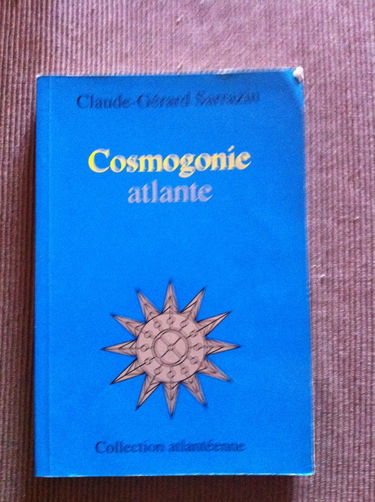 Claude-Gérard Sarrazin
Cosmogonie
atlante
Collection atlantéenne